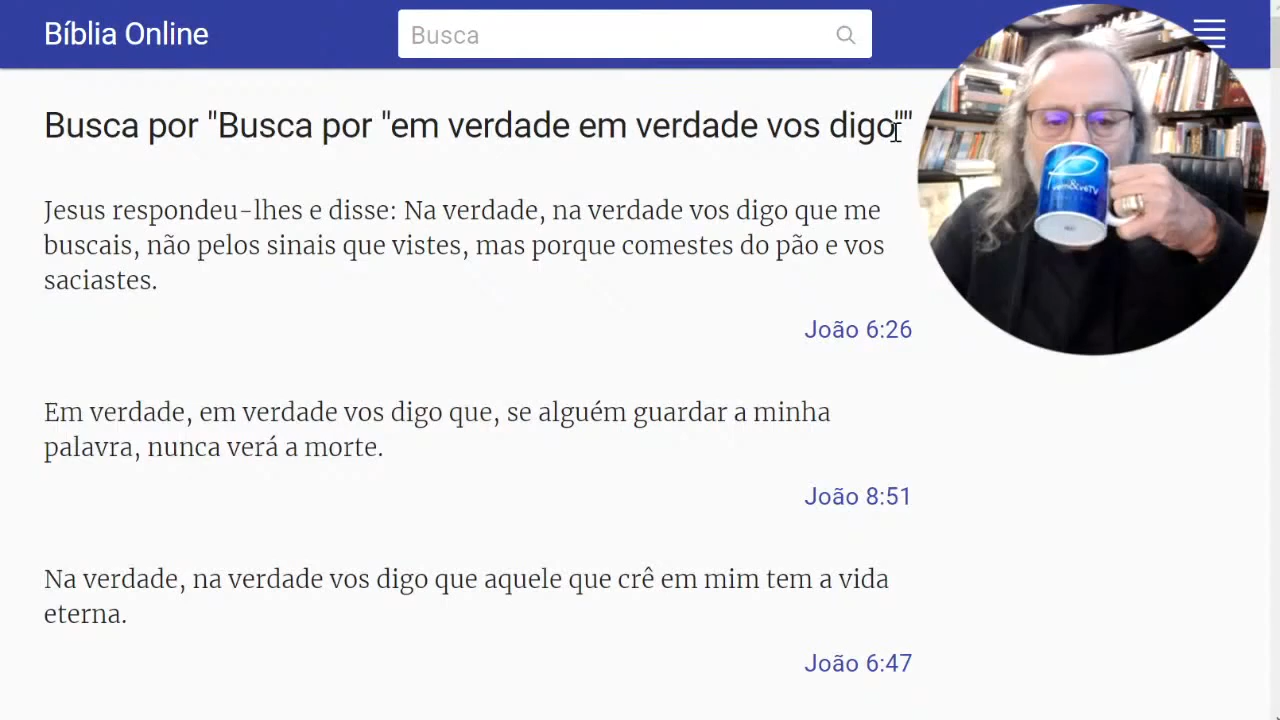 Bíblia Online
Busca
Busca por "Busca por "em verdade em verdade vos digo""
Jesus respondeu-lhes e disse: Na verdade, na verdade vos digo que me
buscais, não pelos sinais que vistes, mas porque comestes do pão e vos
saciastes.
João 6:26
Em verdade, em verdade vos digo que, se alguém guardar a minha
palavra, nunca verá a morte.
João 8:51
Na verdade, na verdade vos digo que aquele que crê em mim tem a vida
eterna.
João 6:47